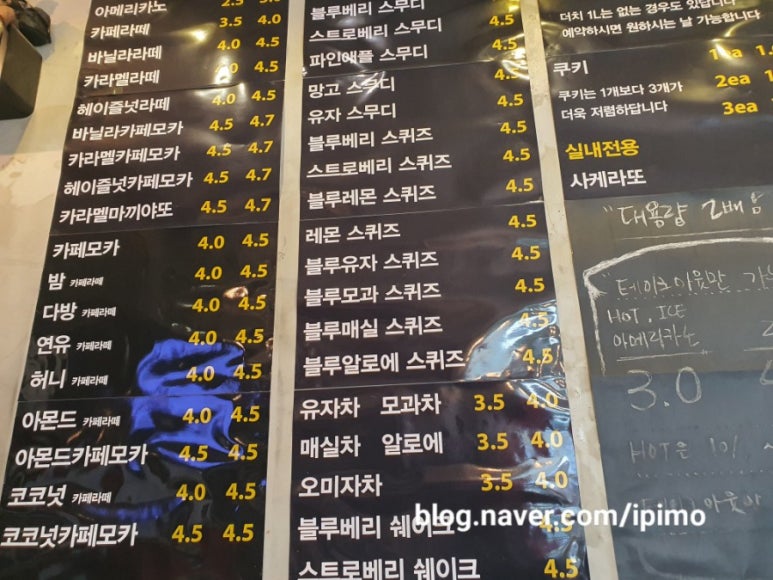 아메리카노 2.5 3.0
카페라떼 3.5 4.0
바닐라라떼 4.0 4.5
카라멜라떼 4.0 4.5
헤이즐넛라떼 4.0 4.5
바닐라카페모카 4.5 4.7
카라멜카페모카 4.5 4.7
헤이즐넛카페모카 4.5 4.7
카라멜마끼야또 4.5 4.7
카페모카 4.0 4.5
밤 카페라떼 4.0 4.5
다방 카페라떼 4.0 4.5
연유 카페라떼 4.0 4.5
허니 카페라떼 4.0 4.5
아몬드 카페라떼 4.0 4.5
아몬드카페모카 4.5 4.5
코코넛 카페라떼 4.0 4.5
코코넛카페모카 4.5 4.5
블루베리 스무디
스트로베리 스무디 4.5
파인애플 스무디 4.5
망고 스무디 4.5
유자 스무디 4.5
블루베리 스퀴즈 4.5
스트로베리 스퀴즈 4.5
블루레몬 스퀴즈 4.5
레몬 스퀴즈 4.5
블루유자 스퀴즈 4.5
블루모과 스퀴즈 4.5
블루매실 스퀴즈 4.5
블루알로에 스퀴즈 4.5
유자차 모과차 3.5 4.0
매실차 알로에 3.5 4.0
오미자차 3.5 4.0
블루베리 쉐이크 4.5
스트로베리 쉐이크 4.5
더치 1L는 없는 경우도 있답니다
예약하시면 원하시는 날 가능합니다
쿠키 1ea
쿠키는 1개보다 3개가 2ea
더욱 저렴하답니다 3ea
실내전용
사케라또
"대용량 2배
"테이크아웃만
HOT, ICE
아메리카노
3.0
HOT은 10%
blog.naver.com/ipimo